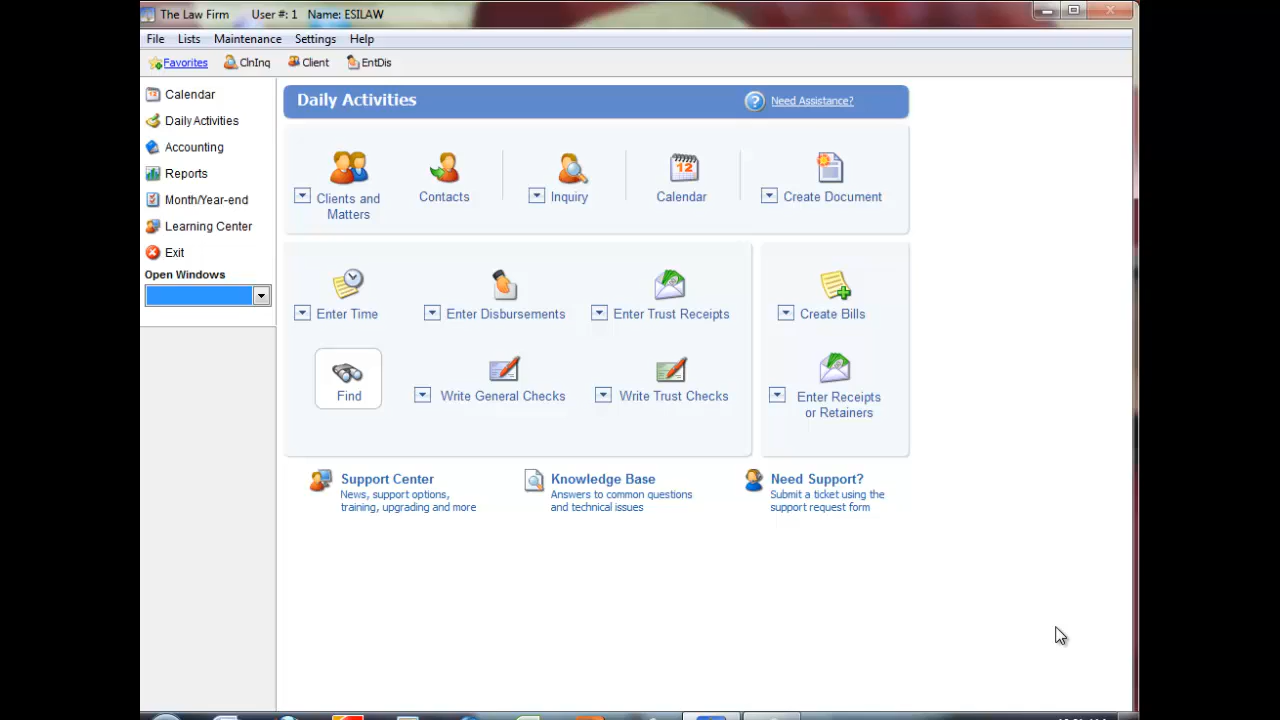 The Law Firm User #: 1 Name: ESILAW
File Lists Maintenance Settings Help
Favorites ClnInq Client EntDis
Calendar
Daily Activities
Accounting
Reports
Month/Year-end
Learning Center
Exit
Open Windows
Daily Activities
Need Assistance?
Clients and
Matters
Contacts
Inquiry
12
Calendar
Create Document
Enter Time
Enter Disbursements
Enter Trust Receipts
Create Bills
Find
Write General Checks
Write Trust Checks
Enter Receipts
or Retainers
Support Center
News, support options,
training, upgrading and more
Knowledge Base
Answers to common questions
and technical issues
Need Support?
Submit a ticket using the
support request form